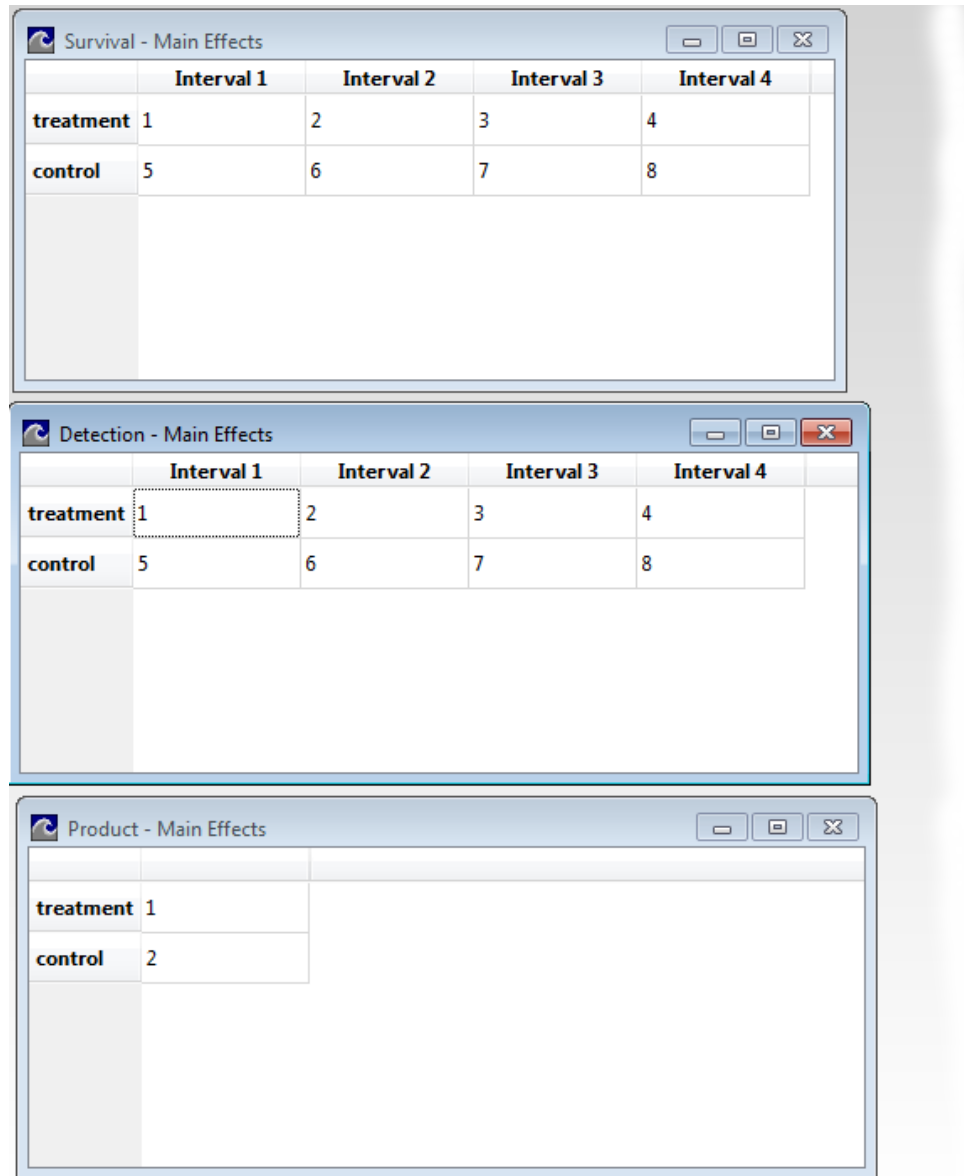 Survival - Main Effects
Interval 1 Interval 2 Interval 3 Interval 4
treatment 1 2 3 4
control 5 6 7 8
Detection - Main Effects
Interval 1 Interval 2 Interval 3 Interval 4
treatment 1 2 3 4
control 5 6 7 8
Product - Main Effects
treatment 1
control 2